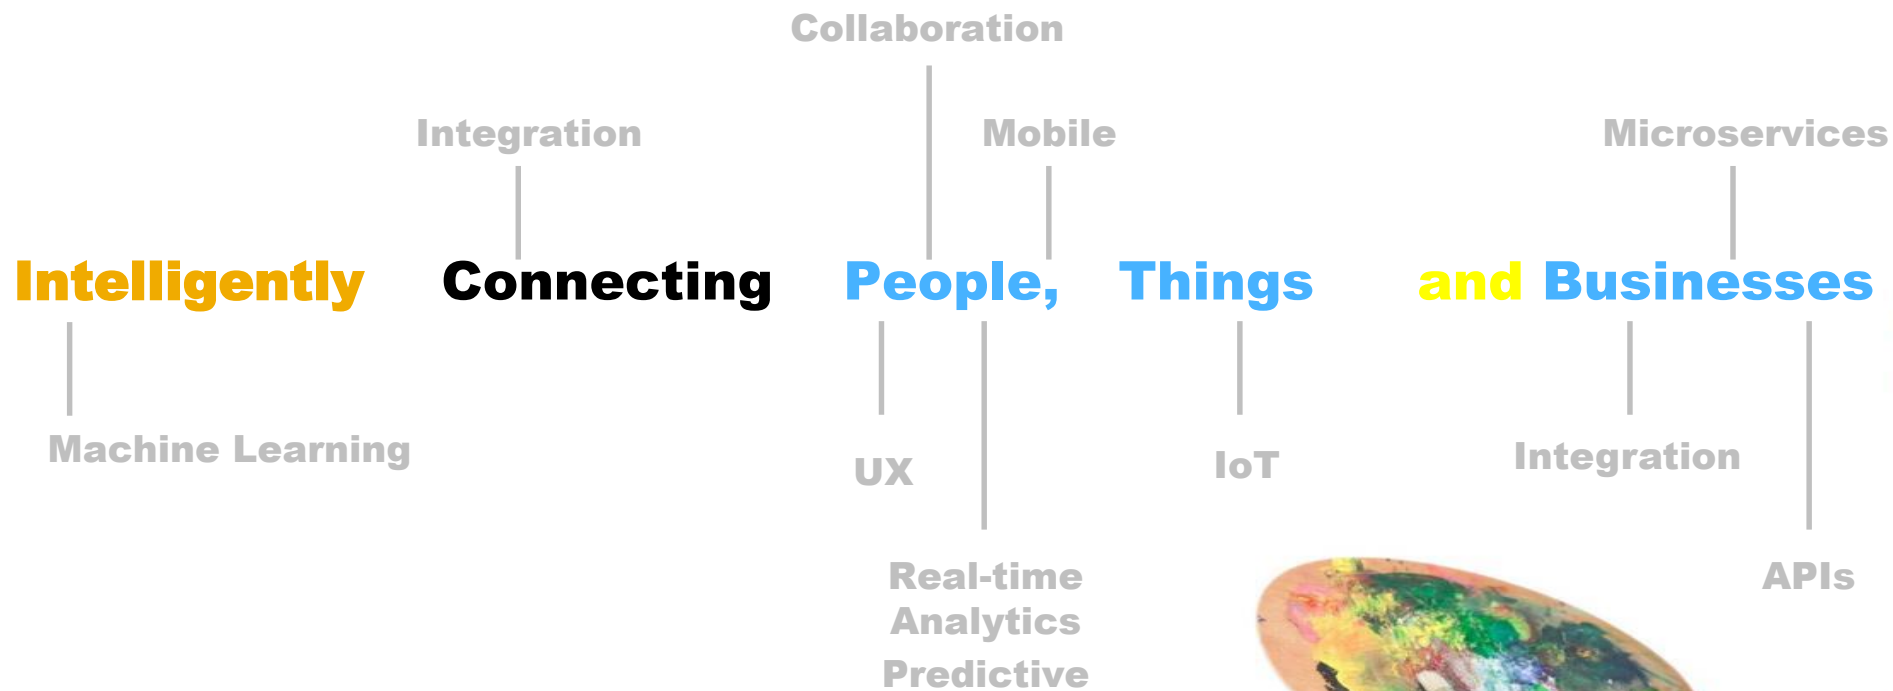 Collaboration
Integration
Mobile
Microservices
Intelligently Connecting People, Things and Businesses
Machine Learning
UX
IoT
Integration
Real-time
Analytics
APIs
Predictive